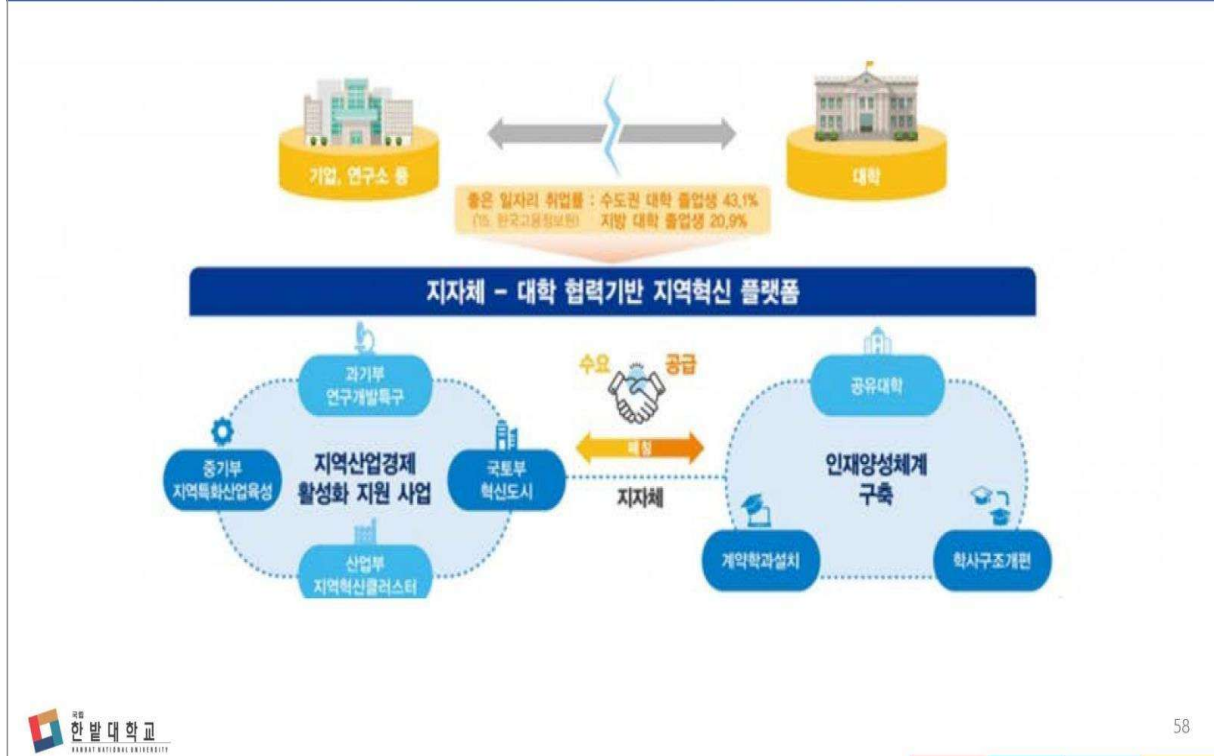 기업, 연구소 등
대학
좋은 일자리 취업률 : 수도권 대학 졸업생 43.1%
('15. 한국고용정보원) 지방 대학 졸업생 20.9%
지자체 - 대학 협력기반 지역혁신 플랫폼
과기부
연구개발특구
중기부
지역특화산업육성
지역산업경제
활성화 지원 사업
국토부
혁신도시
산업부
지역혁신클러스터
수요 공급
매칭
지자체
공유대학
인재양성체계
구축
계약학과설치
학사구조개편
국립
한밭대학교
HANBAT NATIONAL UNIVERSITY
58